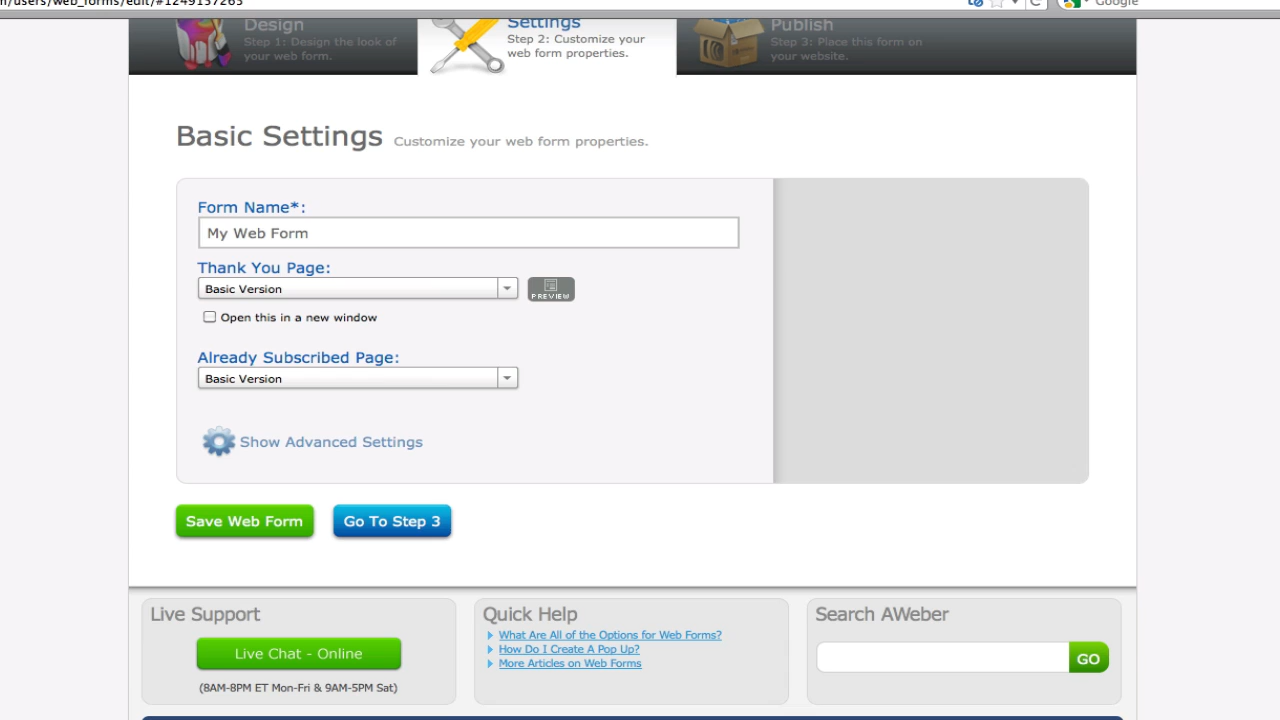 m/users/web_forms/edit/#1249157265
Google
Design
Step 1: Design the look of
your web form.
Settings
Step 2: Customize your
web form properties.
Publish
Step 3: Place this form on
your website.
Basic Settings Customize your web form properties.
Form Name*:
My Web Form
Thank You Page:
Basic Version
PREVIEW
Open this in a new window
Already Subscribed Page:
Basic Version
Show Advanced Settings
Save Web Form
Go To Step 3
Live Support
Live Chat - Online
(8AM-8PM ET Mon-Fri & 9AM-5PM Sat)
Quick Help
What Are All of the Options for Web Forms?
How Do I Create A Pop Up?
More Articles on Web Forms
Search AWeber
GO